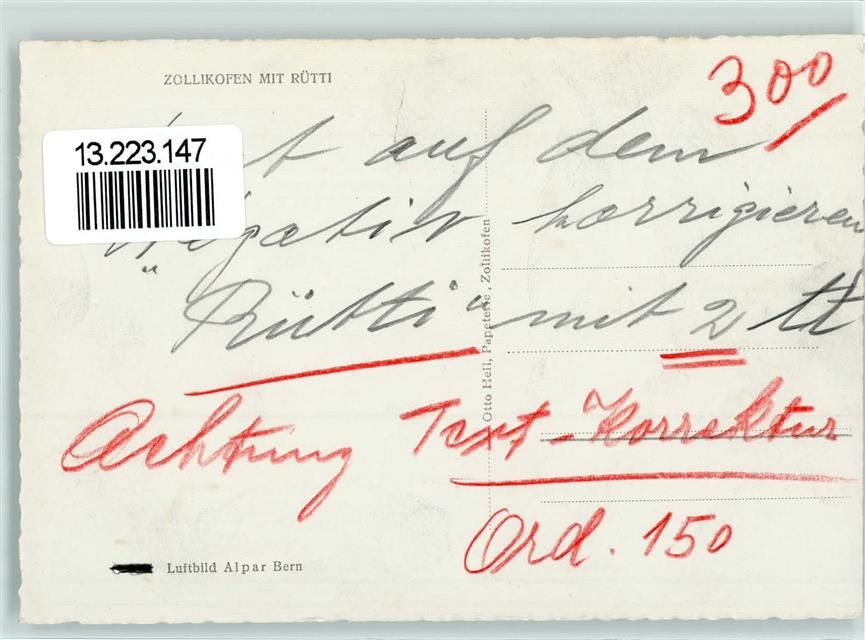 ZOLLIKOFEN MIT RÜTTI
300
13.223.147
auf dem
Negativ korrigieren
"Rütti" mit 2 tt
Otto Hell, Papeterie, Zollikofen
Achtung Text-Korrektur
Ord. 150
Luftbild Alpar Bern